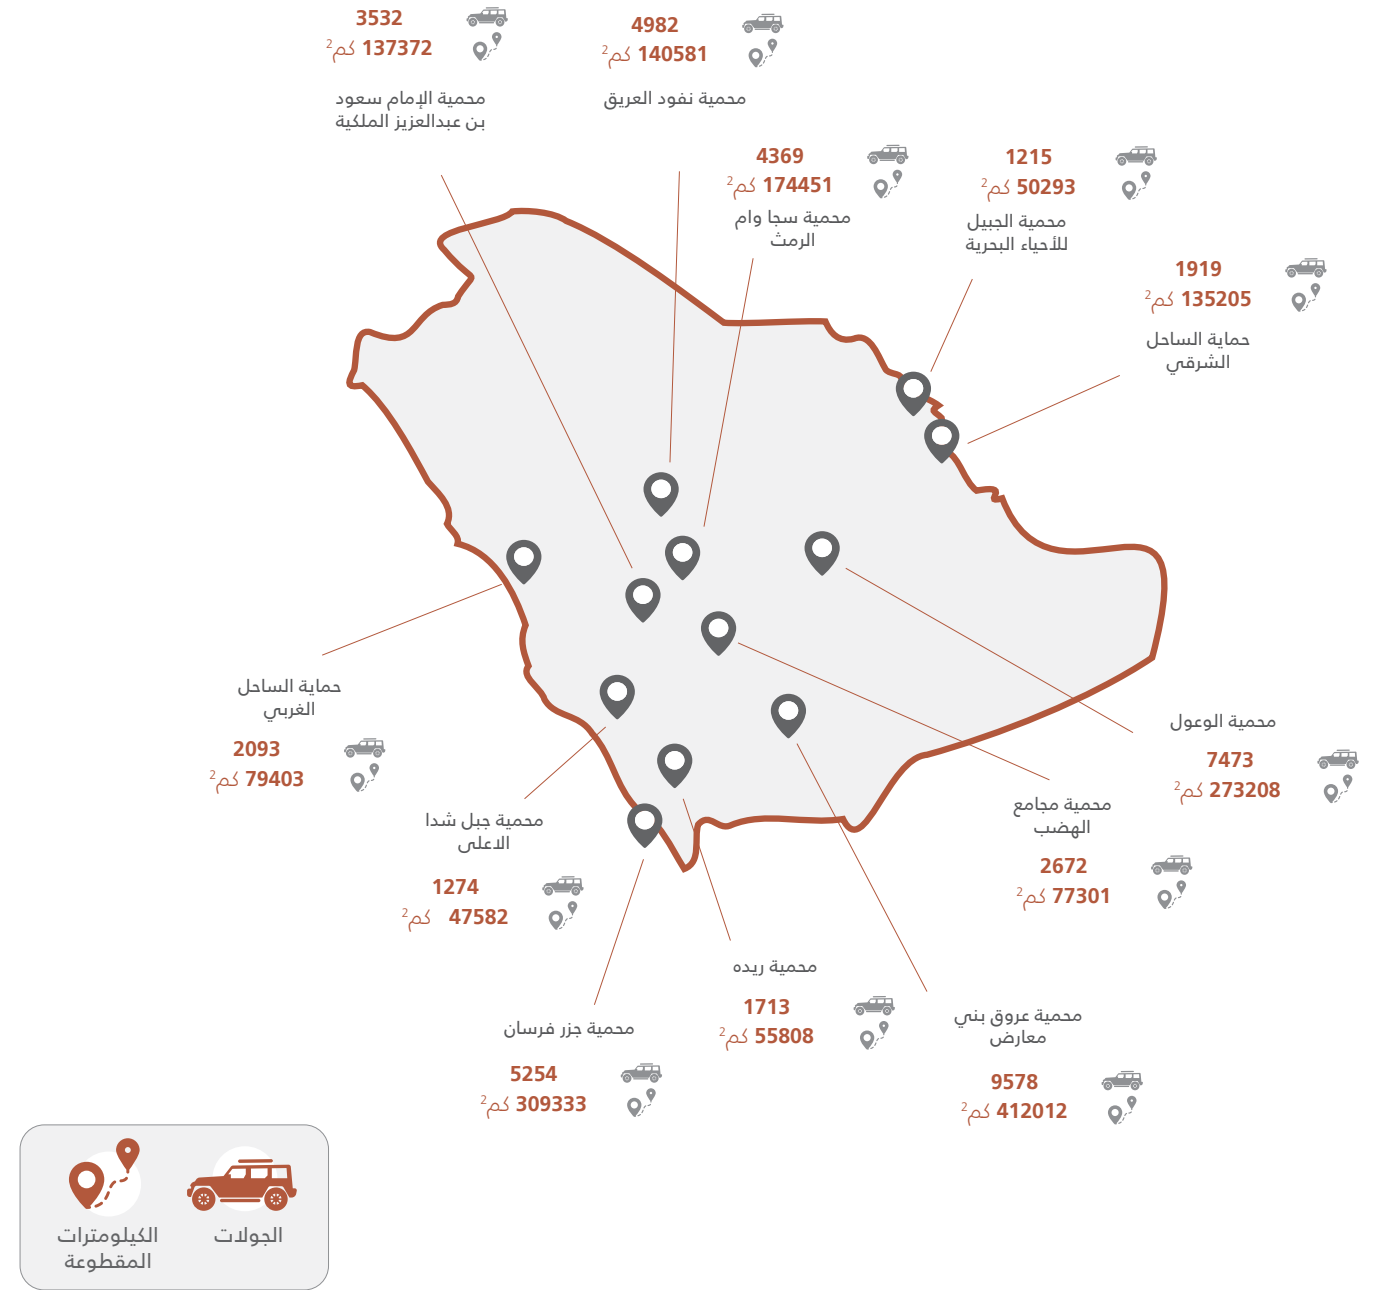 3532
137372 كم2
محمية الإمام سعود
بن عبدالعزيز الملكية
4982
140581 كم2
محمية نفود العريق
4369
174451 كم2
محمية سجا وام
الرمث
1215
50293 كم2
محمية الجبيل
للأحياء البحرية
1919
135205 كم2
حماية الساحل
الشرقي
حماية الساحل
الغربي
2093
79403 كم2
محمية الوعول
7473
273208 كم2
محمية مجامع
الهضب
2672
77301 كم2
محمية جبل شدا
الاعلى
1274
47582 كم2
محمية ريده
1713
55808 كم2
محمية عروق بني
معارض
9578
412012 كم2
محمية جزر فرسان
5254
309333 كم2
الجولات
الكيلومترات
المقطوعة